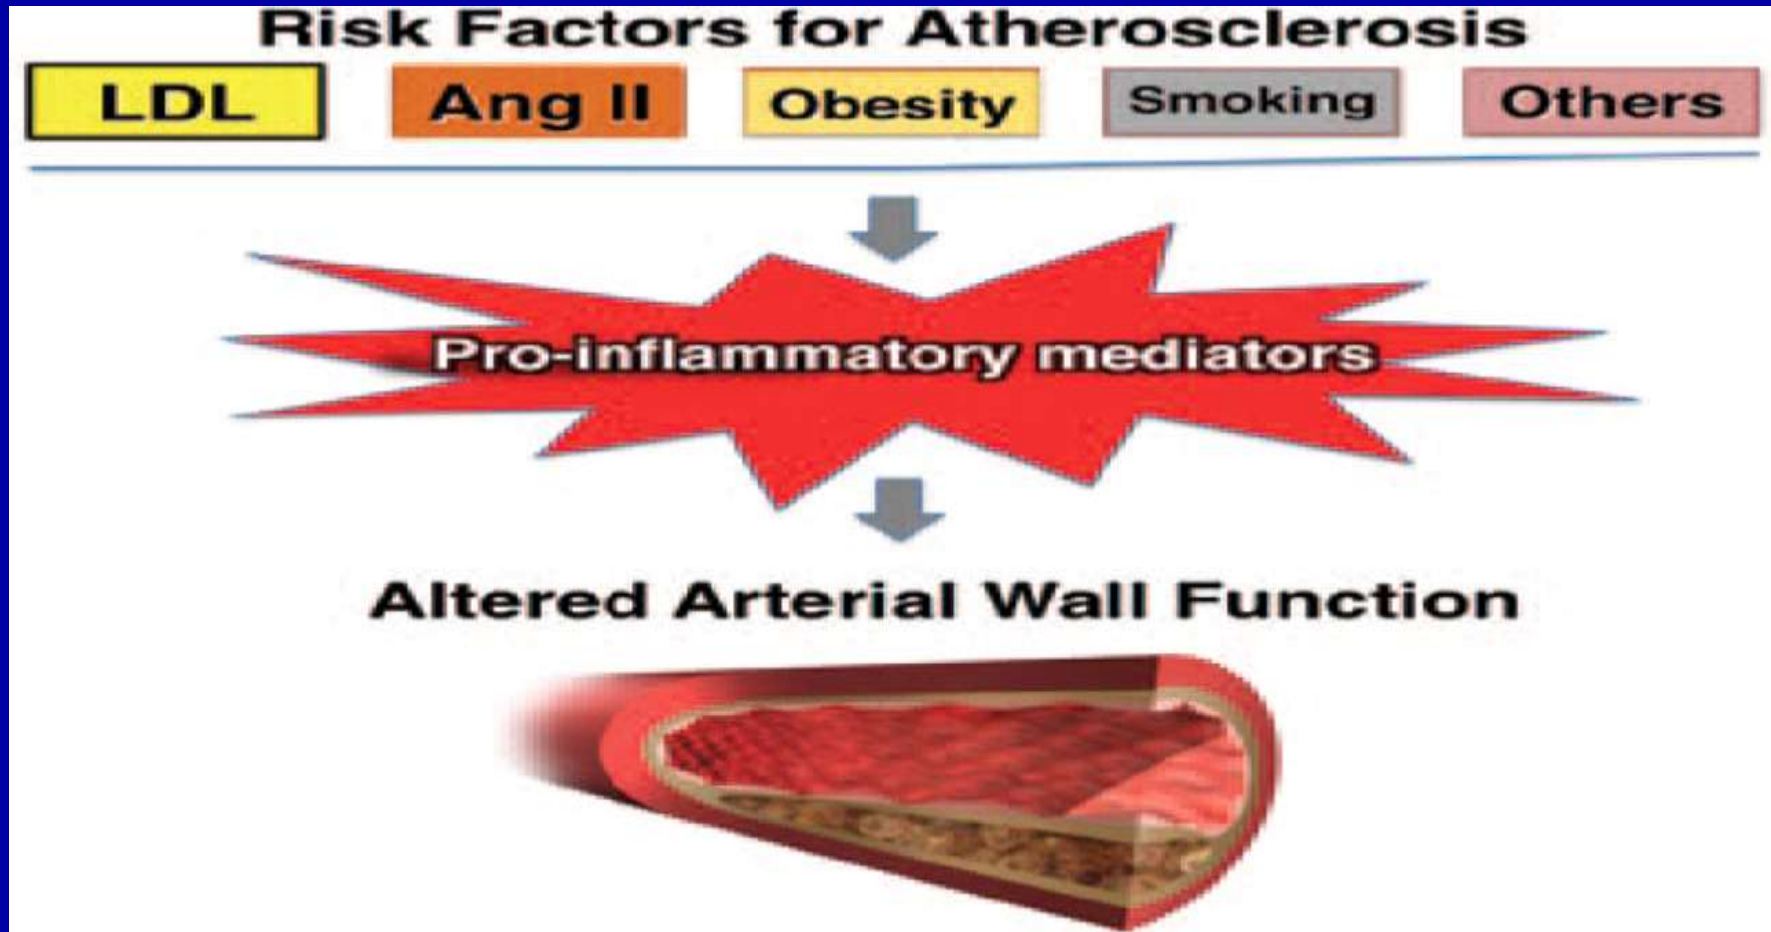 Risk Factors for Atherosclerosis
LDL Ang II Obesity Smoking Others
Pro-inflammatory mediators
Altered Arterial Wall Function